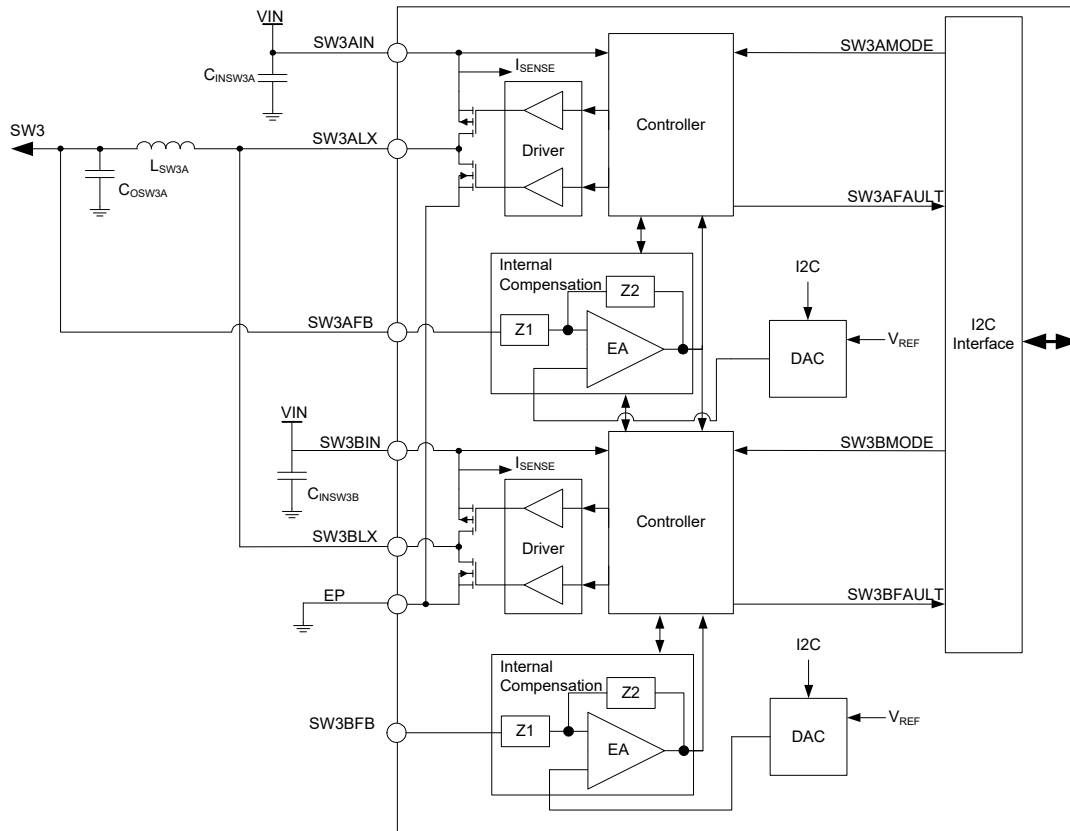 VIN
SW3AIN
CINSW3A
ISENSE
SW3AMODE
Controller
SW3
SW3ALX
LSW3A
COSW3A
Driver
SW3AFAULT
Internal
Compensation
Z2
I2C
SW3AFB
Z1
EA
DAC
VREF
I2C
Interface
VIN
SW3BIN
CINSW3B
ISENSE
SW3BMODE
Controller
SW3BLX
Driver
EP
SW3BFAULT
Internal
Compensation
Z2
I2C
SW3BFB
Z1
EA
DAC
VREF